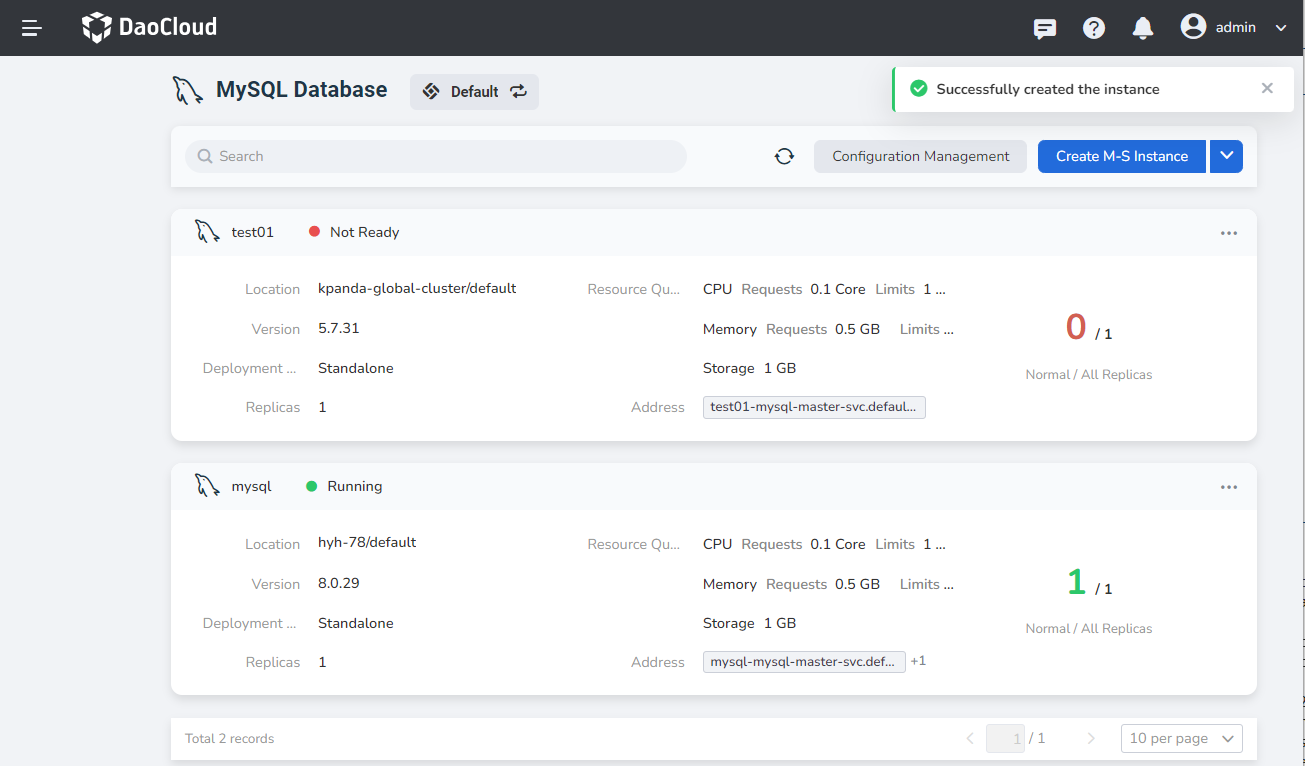 DaoCloud
admin
MySQL Database
Default
Successfully created the instance
Search
Configuration Management
Create M-S Instance
test01
Not Ready
Location kpanda-global-cluster/default
Resource Qu... CPU Requests 0.1 Core Limits 1 ...
Version 5.7.31
Memory Requests 0.5 GB Limits ...
0 / 1
Deployment ... Standalone
Storage 1 GB
Normal / All Replicas
Replicas 1
Address test01-mysql-master-svc.defaul...
mysql
Running
Location hyh-78/default
Resource Qu... CPU Requests 0.1 Core Limits 1 ...
Version 8.0.29
Memory Requests 0.5 GB Limits ...
1 / 1
Deployment ... Standalone
Storage 1 GB
Normal / All Replicas
Replicas 1
Address mysql-mysql-master-svc.def... +1
Total 2 records
1 / 1
10 per page